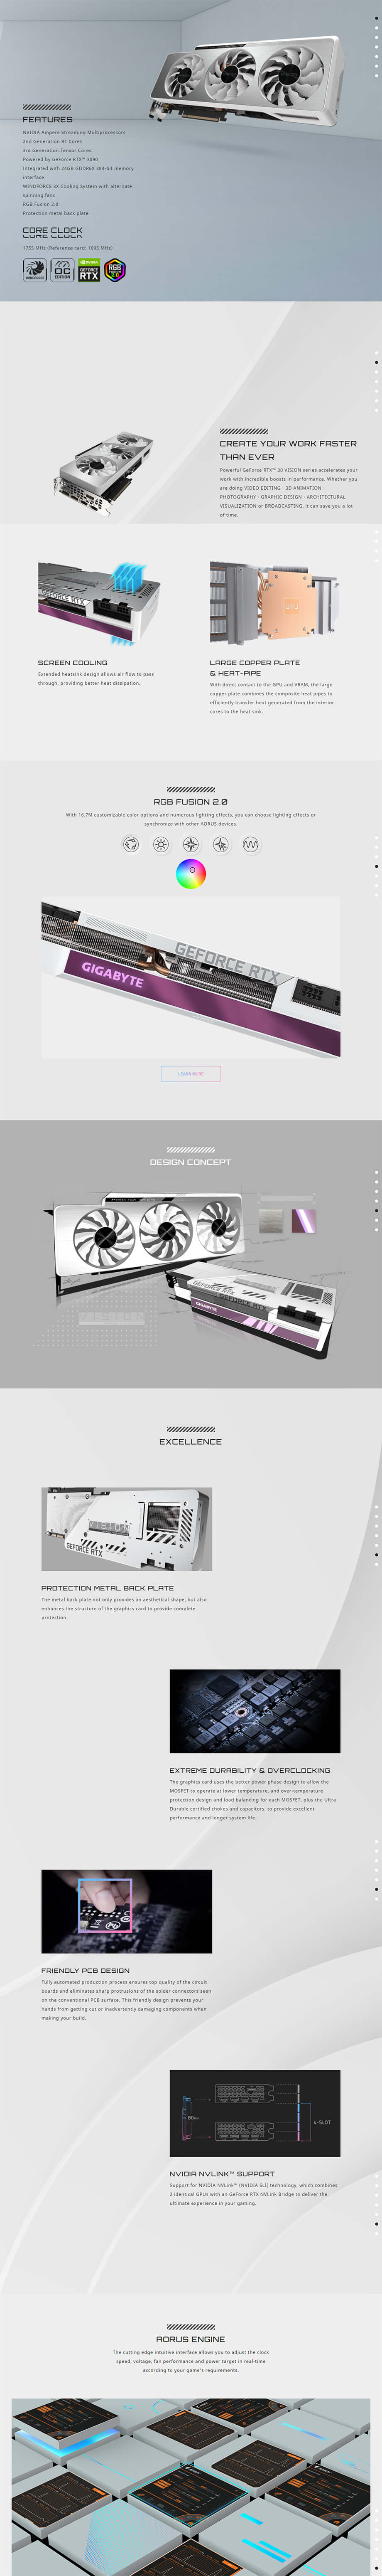 FEATURES
NVIDIA Ampere Streaming Multiprocessors
2nd Generation RT Cores
3rd Generation Tensor Cores
Powered by GeForce RTX™ 3090
Integrated with 24GB GDDR6X 384-bit memory
interface
WINDFORCE 3X Cooling System with alternate
spinning fans
RGB Fusion 2.0
Protection metal back plate
CORE CLOCK
1755 MHz (Reference card: 1695 MHz)
WINDFORCE
OC
EDITION
NVIDIA
GEFORCE
RTX
RGB
CREATE YOUR WORK FASTER
THAN EVER
Powerful GeForce RTX™ 30 VISION series accelerates your
work with incredible boosts in performance. Whether you
are doing VIDEO EDITING · 3D ANIMATION ·
PHOTOGRAPHY · GRAPHIC DESIGN · ARCHITECTURAL
VISUALIZATION or BROADCASTING, it can save you a lot
of time.
GEFORCE RTX
GPU
SCREEN COOLING
Extended heatsink design allows air flow to pass
through, providing better heat dissipation.
LARGE COPPER PLATE
& HEAT-PIPE
With direct contact to the GPU and VRAM, the large
copper plate combines the composite heat pipes to
efficiently transfer heat generated from the interior
cores to the heat sink.
RGB FUSION 2.0
With 16.7M customizable color options and numerous lighting effects, you can choose lighting effects or
synchronize with other AORUS devices.
GEFORCE RTX
GIGABYTE
LEARN MORE
DESIGN CONCEPT
GEFORCE RTX
GIGABYTE
EXCELLENCE
GEFORCE RTX
PROTECTION METAL BACK PLATE
The metal back plate not only provides an aesthetical shape, but also
enhances the structure of the graphics card to provide complete
protection.
EXTREME DURABILITY & OVERCLOCKING
The graphics card uses the better power phase design to allow the
MOSFET to operate at lower temperature, and over-temperature
protection design and load balancing for each MOSFET, plus the Ultra
Durable certified chokes and capacitors, to provide excellent
performance and longer system life.
FRIENDLY PCB DESIGN
Fully automated production process ensures top quality of the circuit
boards and eliminates sharp protrusions of the solder connectors seen
on the conventional PCB surface. This friendly design prevents your
hands from getting cut or inadvertently damaging components when
making your build.
80mm
4-SLOT
NVIDIA NVLINK™ SUPPORT
Support for NVIDIA NVLink™ (NVIDIA SLI) technology, which combines
2 identical GPUs with an GeForce RTX NVLink Bridge to deliver the
ultimate experience in your gaming.
AORUS ENGINE
The cutting edge intuitive interface allows you to adjust the clock
speed, voltage, fan performance and power target in real-time
according to your game's requirements.